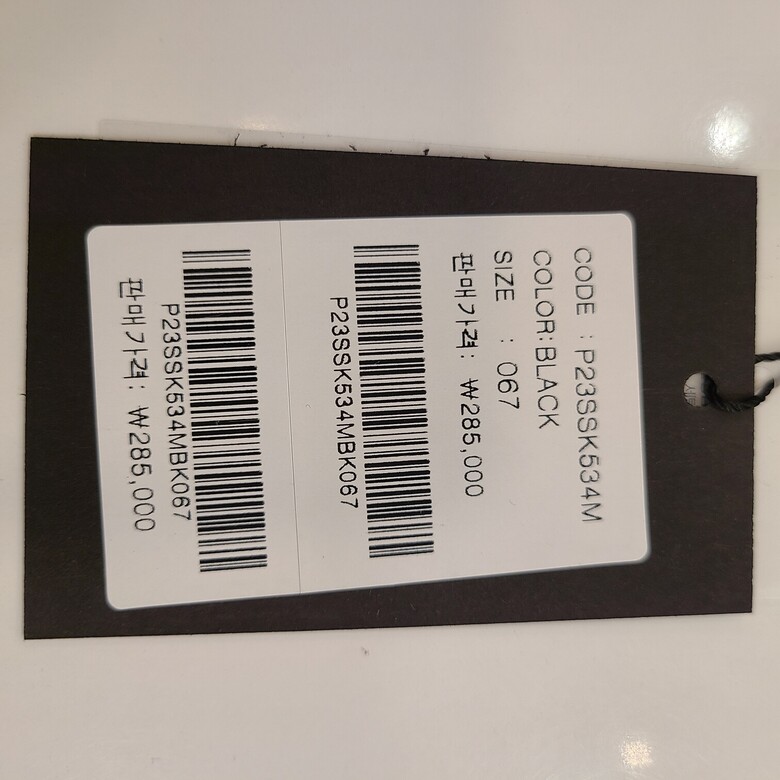 CODE : P23SSK534M
COLOR:BLACK
SIZE : 067
판매가격: ₩285,000
P23SSK534MBK067
P23SSK534MBK067
판매가격: ₩285,000